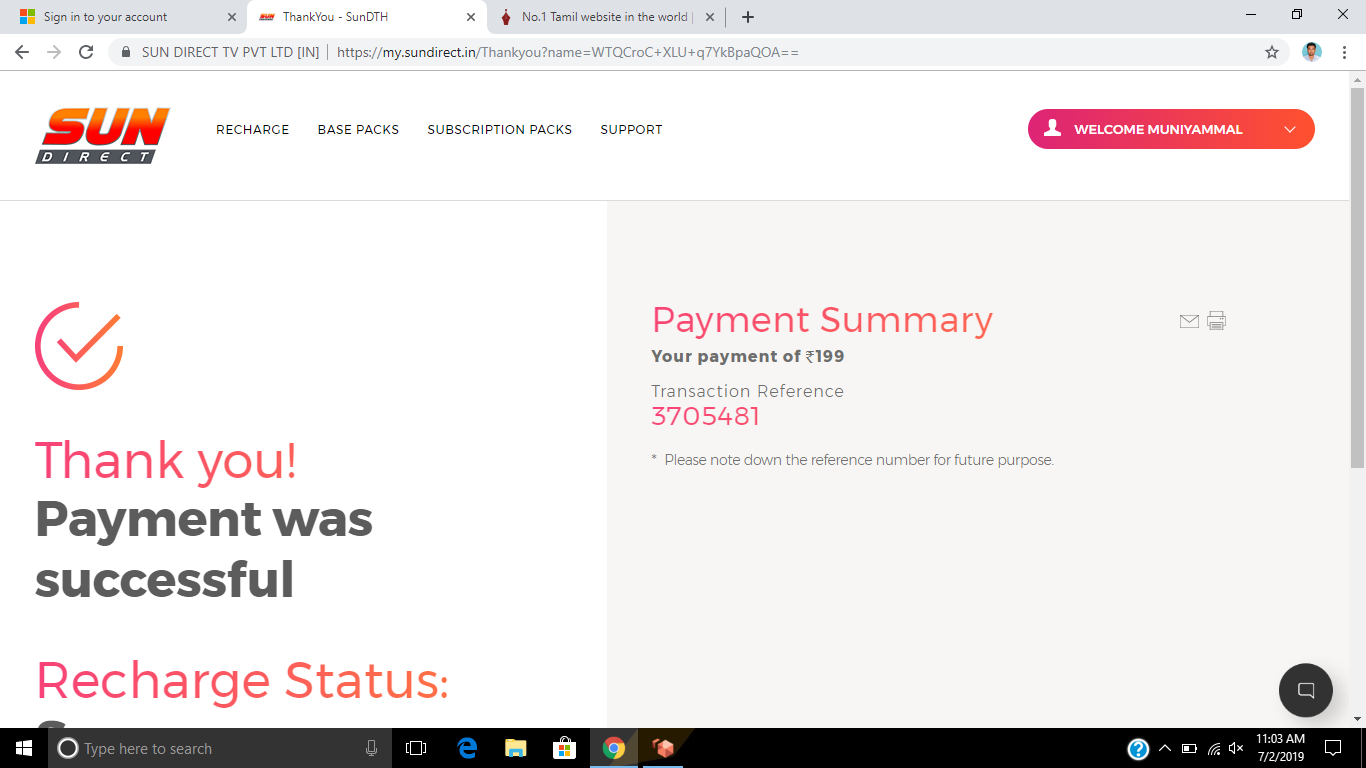 Sign in to your account
ThankYou - SunDTH
No.1 Tamil website in the world |
SUN DIRECT TV PVT LTD [IN] | https://my.sundirect.in/Thankyou?name=WTQCroC+XLU+q7YkBpaQOA==
SUN
DIRECT
RECHARGE
BASE PACKS
SUBSCRIPTION PACKS
SUPPORT
WELCOME MUNIYAMMAL
Thank you!
Payment was
successful
Recharge Status:
Payment Summary
Your payment of ₹199
Transaction Reference
3705481
* Please note down the reference number for future purpose.
Type here to search
11:03 AM
7/2/2019